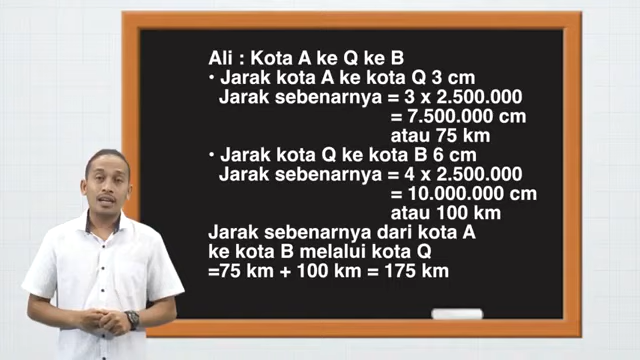 Ali : Kota A ke Q ke B
• Jarak kota A ke kota Q 3 cm
Jarak sebenarnya = 3 x 2.500.000
= 7.500.000 cm
atau 75 km
• Jarak kota Q ke kota B 6 cm
Jarak sebenarnya = 4 x 2.500.000
= 10.000.000 cm
atau 100 km
Jarak sebenarnya dari kota A
ke kota B melalui kota Q
=75 km + 100 km = 175 km